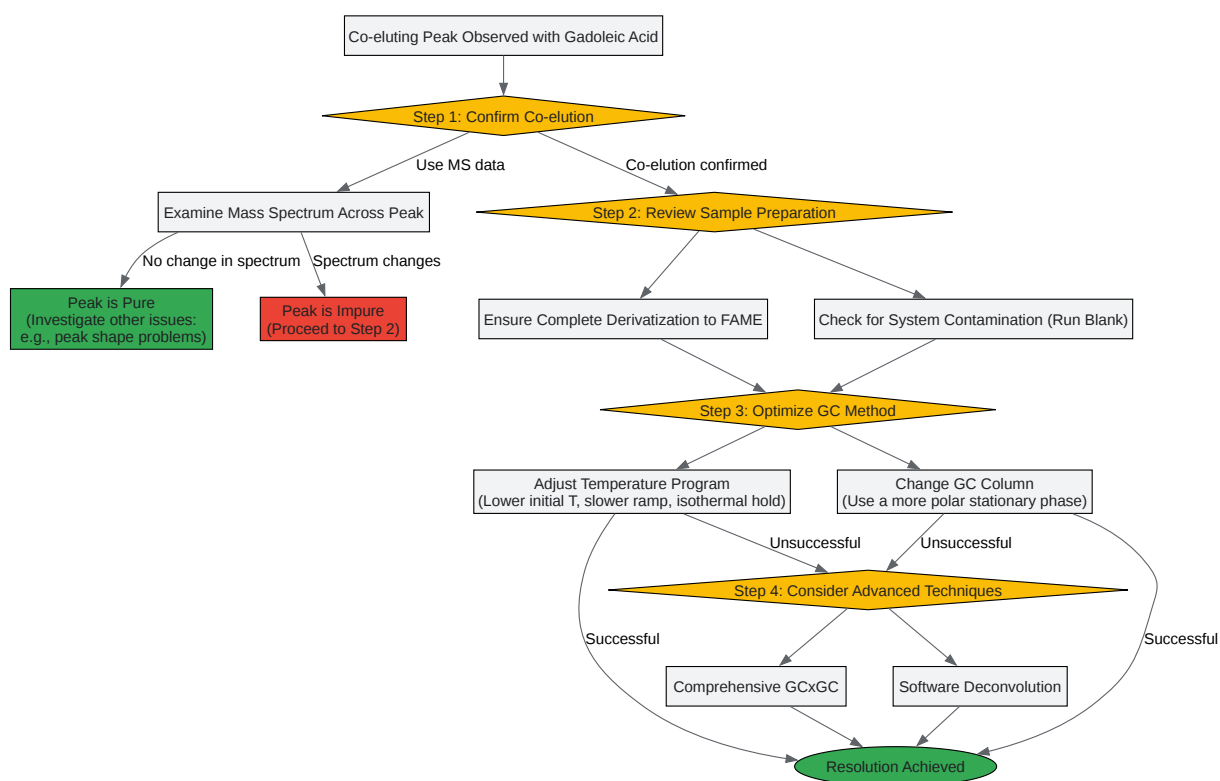 Co-eluting Peak Observed with Gadoleic Acid
Step 1: Confirm Co-elution
Use MS data
Co-elution confirmed
Examine Mass Spectrum Across Peak
Step 2: Review Sample Preparation
No change in spectrum
Spectrum changes
Peak is Pure
(Investigate other issues:
e.g., peak shape problems)
Peak is Impure
(Proceed to Step 2)
Ensure Complete Derivatization to FAME
Check for System Contamination (Run Blank)
Step 3: Optimize GC Method
Adjust Temperature Program
(Lower initial T, slower ramp, isothermal hold)
Change GC Column
(Use a more polar stationary phase)
Unsuccessful
Unsuccessful
Step 4: Consider Advanced Techniques
Successful
Successful
Comprehensive GCxGC
Software Deconvolution
Resolution Achieved